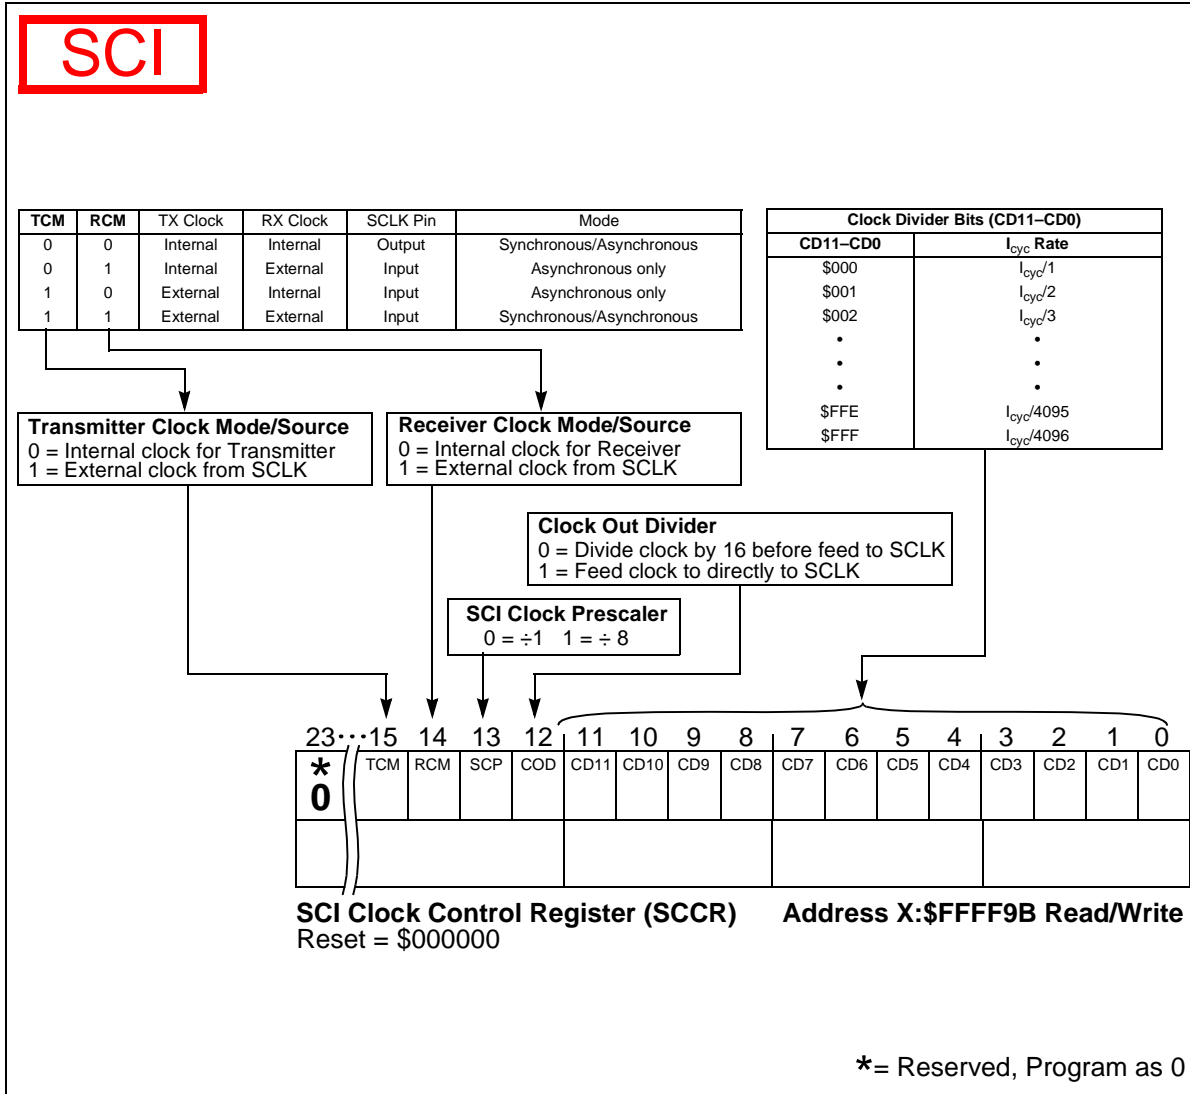 SCI
TCM RCM TX Clock RX Clock SCLK Pin Mode
0 0 Internal Internal Output Synchronous/Asynchronous
0 1 Internal External Input Asynchronous only
1 0 External Internal Input Asynchronous only
1 1 External External Input Synchronous/Asynchronous
Clock Divider Bits (CD11–CD0)
CD11–CD0 Icyc Rate
$000 Icyc/1
$001 Icyc/2
$002 Icyc/3
• •
• •
• •
$FFE Icyc/4095
$FFF Icyc/4096
Transmitter Clock Mode/Source
0 = Internal clock for Transmitter
1 = External clock from SCLK
Receiver Clock Mode/Source
0 = Internal clock for Receiver
1 = External clock from SCLK
Clock Out Divider
0 = Divide clock by 16 before feed to SCLK
1 = Feed clock to directly to SCLK
SCI Clock Prescaler
0 = ÷1 1 = ÷ 8
23 ••• 15 14 13 12 11 10 9 8 7 6 5 4 3 2 1 0
* TCM RCM SCP COD CD11 CD10 CD9 CD8 CD7 CD6 CD5 CD4 CD3 CD2 CD1 CD0
0
SCI Clock Control Register (SCCR) Address X:$FFFF9B Read/Write
Reset = $000000
*= Reserved, Program as 0